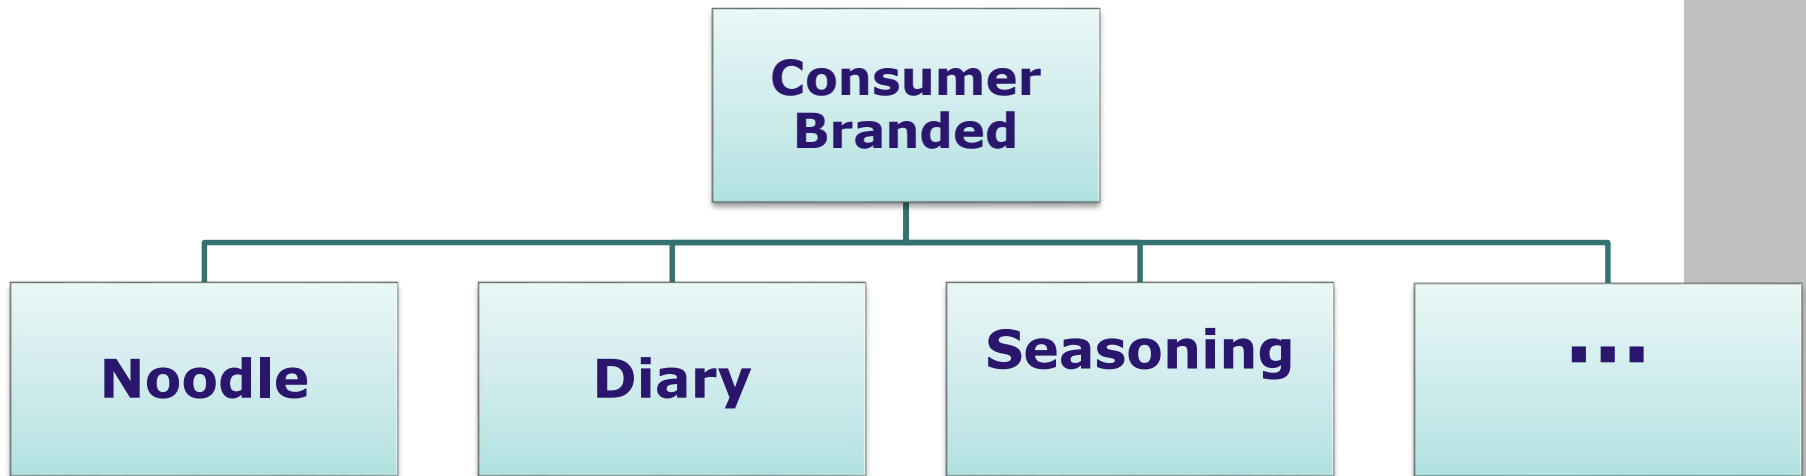 Consumer
Branded
Noodle
Diary
Seasoning
...